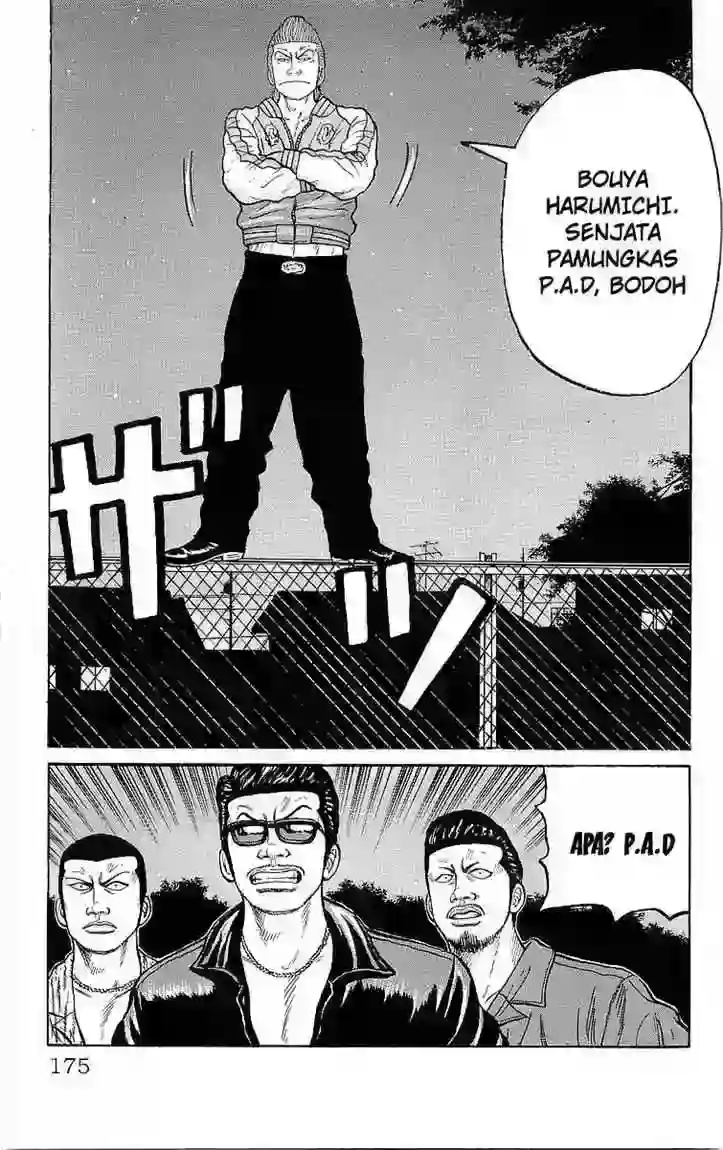 BOUYA
HARUMICHI.
SENJATA
PAMUNGKAS
P.A.D, BODOH
ザッ
APA? P.A.D
175